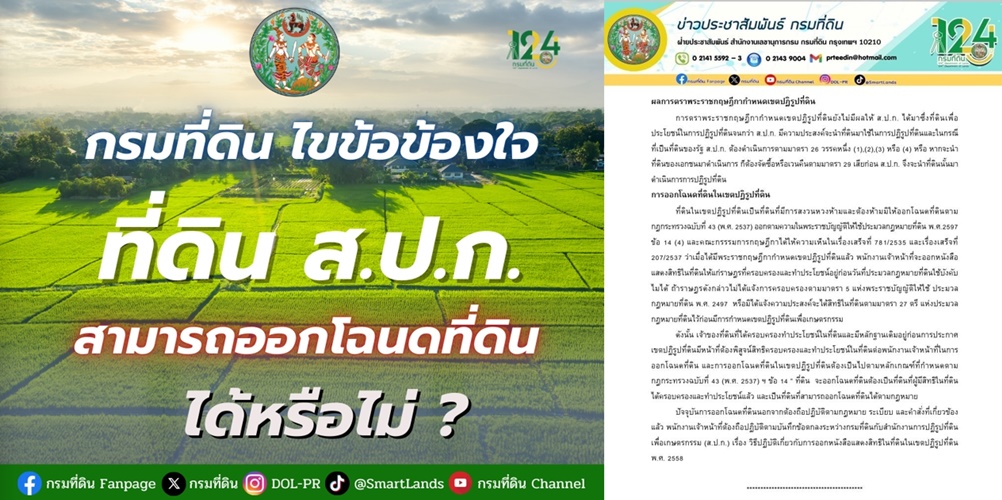 124
กรมที่ดิน
กรมที่ดิน ไขข้อข้องใจ
ที่ดิน ส.ป.ก.
สามารถออกโฉนดที่ดิน
ได้หรือไม่ ?
กรมที่ดิน Fanpage กรมที่ดิน DOL-PR @SmartLands กรมที่ดิน Channel
ข่าวประชาสัมพันธ์ กรมที่ดิน
ฝ่ายประชาสัมพันธ์ สำนักงานเลขานุการกรม กรมที่ดิน กรุงเทพฯ 10210
0 2141 5592 - 3 0 2143 9004 prteedin@hotmail.com
124
กรมที่ดิน
กรมที่ดิน Fanpage กรมที่ดิน กรมที่ดิน Channel DOL-PR @SmartLands
ผลการตราพระราชกฤษฎีกากำหนดเขตปฏิรูปที่ดิน
การตราพระราชกฤษฎีกากำหนดเขตปฏิรูปที่ดินยังไม่มีผลให้ ส.ป.ก. ได้มาซึ่งที่ดินเพื่อ
ประโยชน์ในการปฏิรูปที่ดินจนกว่า ส.ป.ก. มีความประสงค์จะนำที่ดินมาใช้ในการปฏิรูปที่ดินและในกรณี
ที่เป็นที่ดินของรัฐ ส.ป.ก. ต้องดำเนินการตามมาตรา 26 วรรคหนึ่ง (1),(2),(3) หรือ (4) หรือ หากจะนำ
ที่ดินของเอกชนมาดำเนินการ ก็ต้องจัดซื้อหรือเวนคืนตามมาตรา 29 เสียก่อน ส.ป.ก. จึงจะนำที่ดินนั้นมา
ดำเนินการการปฏิรูปที่ดิน
การออกโฉนดที่ดินในเขตปฏิรูปที่ดิน
ที่ดินในเขตปฏิรูปที่ดินเป็นที่ดินที่มีการสงวนหวงห้ามและต้องห้ามมิให้ออกโฉนดที่ดินตาม
กฎกระทรวงฉบับที่ 43 (พ.ศ. 2537) ออกตามความในพระราชบัญญัติให้ใช้ประมวลกฎหมายที่ดิน พ.ศ.2597
ข้อ 14 (4) และคณะกรรรมการกฤษฎีกาได้ให้ความเห็นในเรื่องเสร็จที่ 781/2535 และเรื่องเสร็จที่
207/2537 ว่าเมื่อได้มีพระราชกฤษฎีกากำหนดเขตปฏิรูปที่ดินแล้ว พนักงานเจ้าหน้าที่จะออกหนังสือ
แสดงสิทธิในที่ดินให้แก่ราษฎรที่ครอบครองและทำประโยชน์อยู่ก่อนวันที่ประมวลกฎหมายที่ดินใช้บังคับ
ไม่ได้ ถ้าราษฎรดังกล่าวไม่ได้แจ้งการครอบครองตามมาตรา 5 แห่งพระราชบัญญัติให้ใช้ ประมวล
กฎหมายที่ดิน พ.ศ. 2497 หรือมิได้แจ้งความประสงค์จะได้สิทธิในที่ดินตามมาตรา 27 ตรี แห่งประมวล
กฎหมายที่ดินไว้ก่อนมีการกำหนดเขตปฏิรูปที่ดินเพื่อเกษตรกรรม
ดังนั้น เจ้าของที่ดินที่ได้ครอบครองทำประโยชน์ในที่ดินและมีหลักฐานเดิมอยู่ก่อนการประกาศ
เขตปฏิรูปที่ดินมีหน้าที่ต้องพิสูจน์สิทธิครอบครองและทำประโยชน์ในที่ดินต่อพนักงานเจ้าหน้าที่ในการ
ออกโฉนดที่ดิน และการออกโฉนดที่ดินในเขตปฏิรูปที่ดินต้องเป็นไปตามหลักเกณฑ์ที่กำหนดตาม
กฎกระทรวงฉบับที่ 43 (พ.ศ. 2537) ฯ ข้อ 14 " ที่ดิน จะออกโฉนดที่ดินต้องเป็นที่ดินที่ผู้มีสิทธิในที่ดิน
ได้ครอบครองและทำประโยชน์แล้ว และเป็นที่ดินที่สามารถออกโฉนดที่ดินได้ตามกฎหมาย
ปัจจุบันการออกโฉนดที่ดินนอกจากต้องถือปฏิบัติตามกฎหมาย ระเบียบ และคำสั่งที่เกี่ยวข้อง
แล้ว พนักงานเจ้าหน้าที่ต้องถือปฏิบัติตามบันทึกข้อตกลงระหว่างกรมที่ดินกับสำนักงานการปฏิรูปที่ดิน
เพื่อเกษตรกรรม (ส.ป.ก.) เรื่อง วิธีปฏิบัติเกี่ยวกับการออกหนังสือแสดงสิทธิในที่ดินในเขตปฏิรูปที่ดิน
พ.ศ. 2558